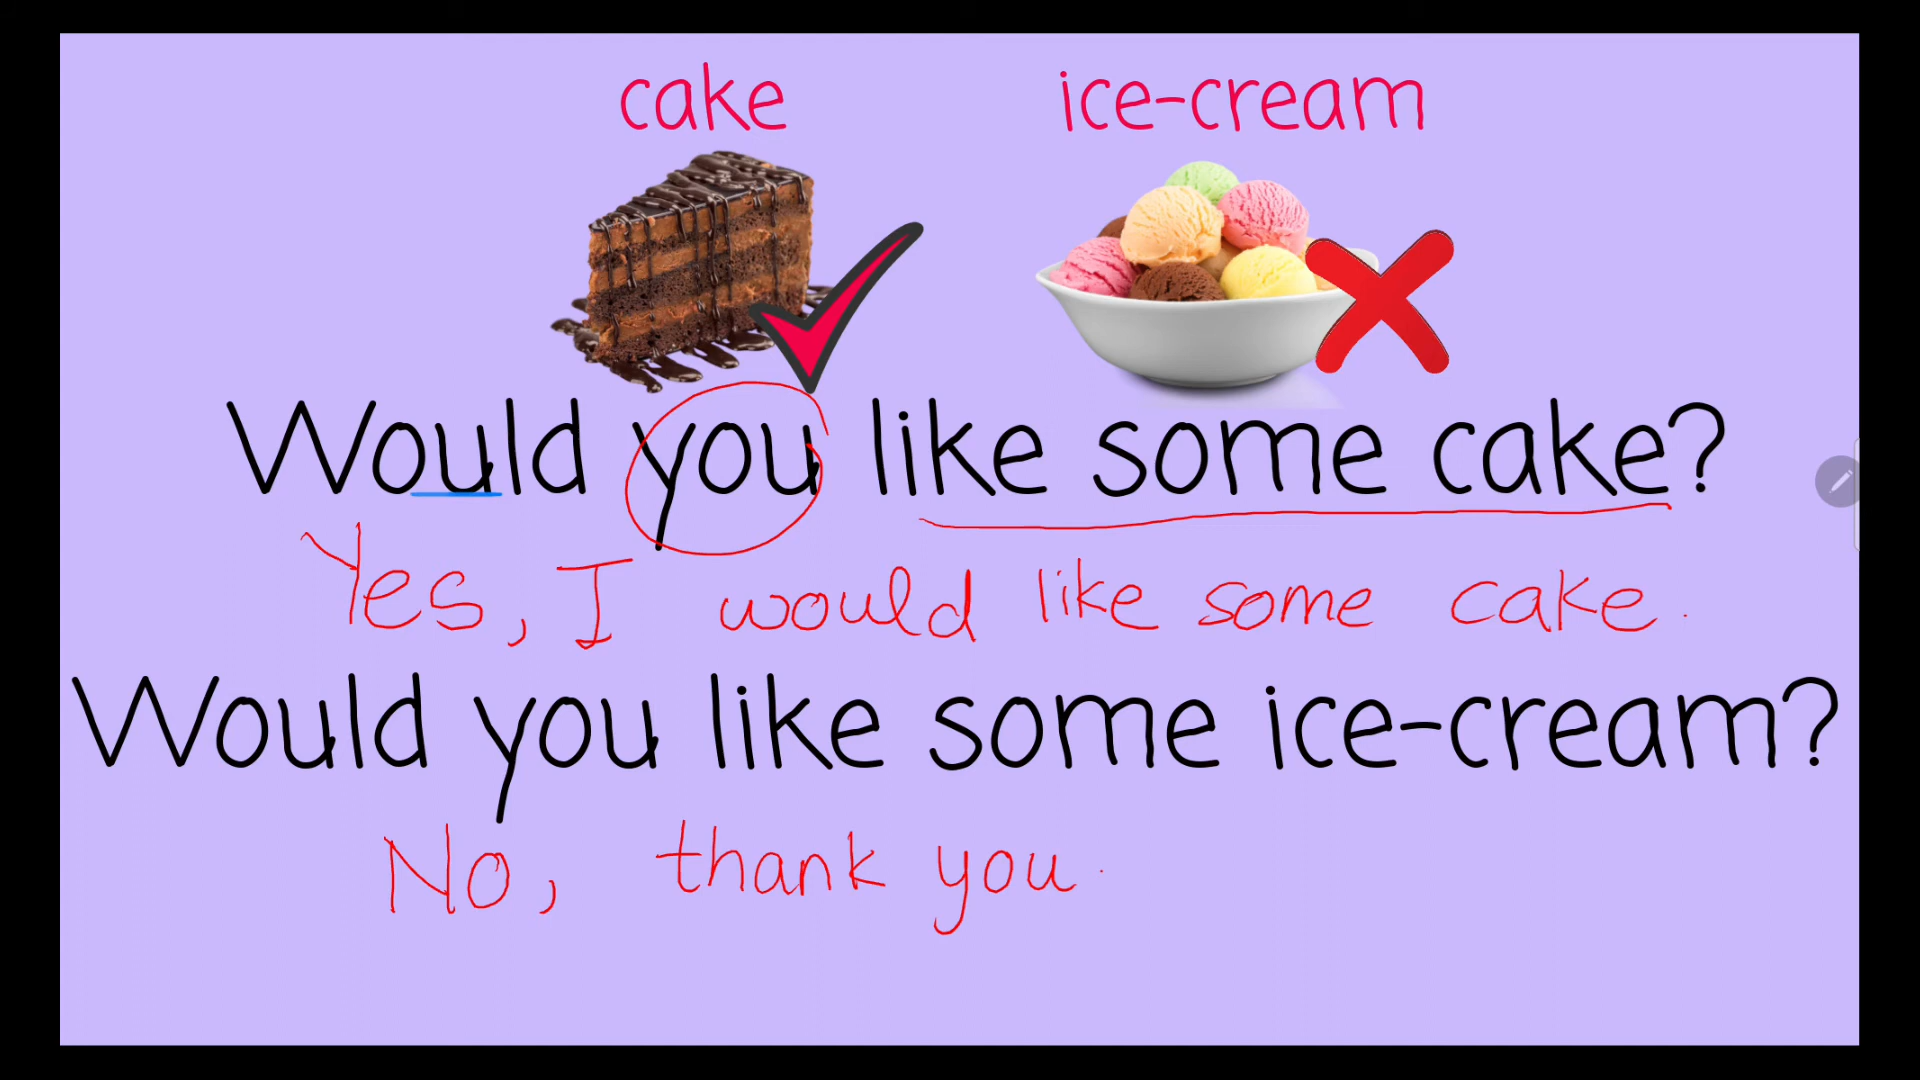 cake ice-cream
Would you like some cake?
Yes, I would like some cake.
Would you like some ice-cream?
No, thank you.